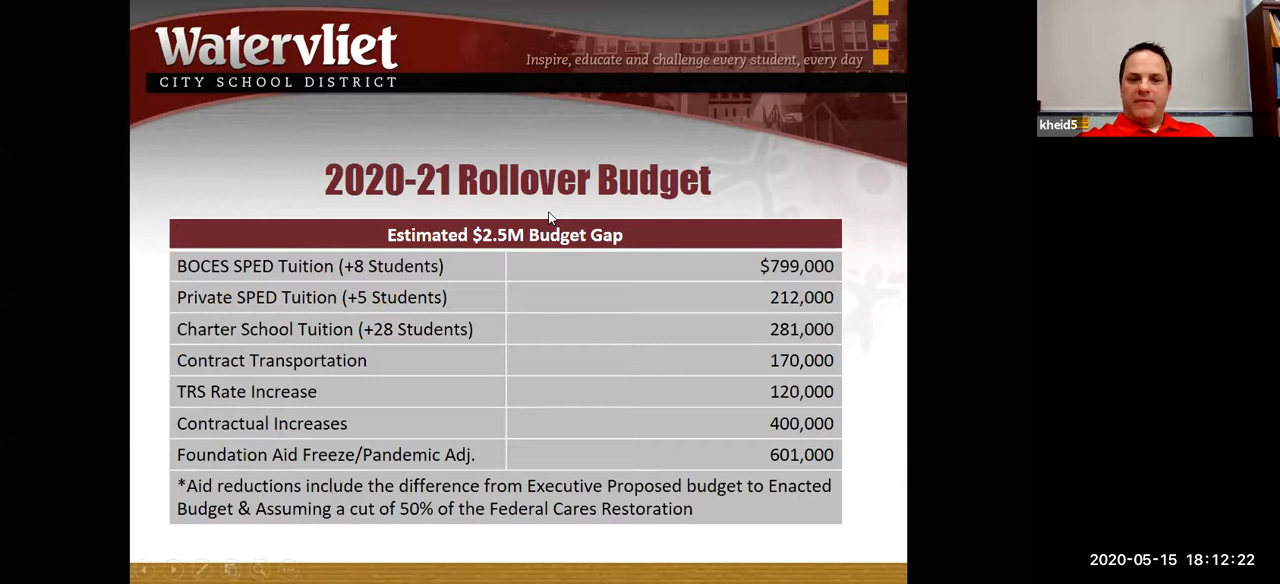 Watervliet
CITY SCHOOL DISTRICT
Inspire, educate and challenge every student, every day
kheid5
2020-21 Rollover Budget
Estimated $2.5M Budget Gap
BOCES SPED Tuition (+8 Students) $799,000
Private SPED Tuition (+5 Students) 212,000
Charter School Tuition (+28 Students) 281,000
Contract Transportation 170,000
TRS Rate Increase 120,000
Contractual Increases 400,000
Foundation Aid Freeze/Pandemic Adj. 601,000
*Aid reductions include the difference from Executive Proposed budget to Enacted
Budget & Assuming a cut of 50% of the Federal Cares Restoration
2020-05-15 18:12:22